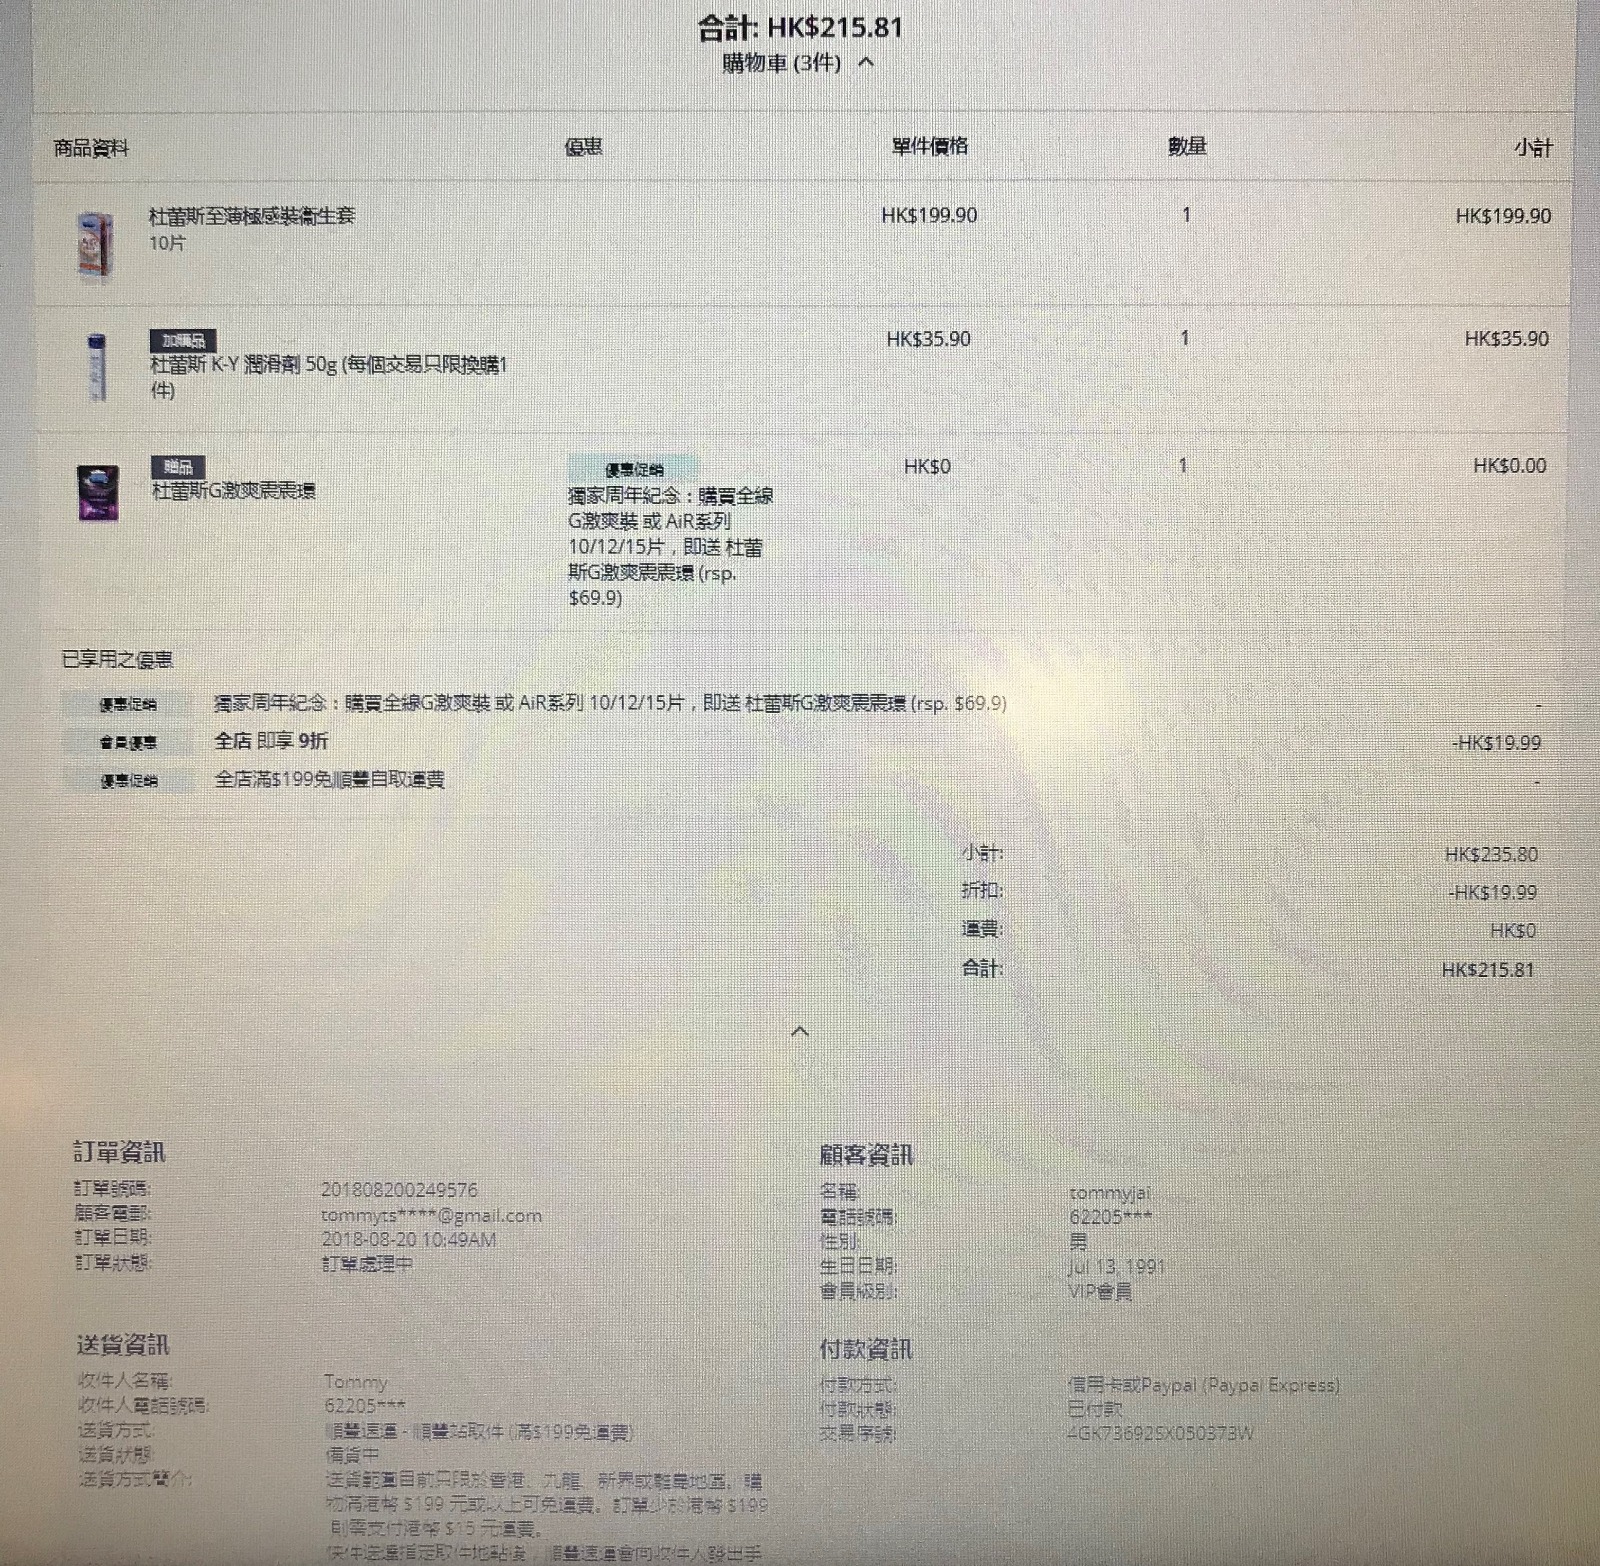 合計: HK$215.81
購物車 (3件)
商品資料 優惠 單件價格 數量 小計
杜蕾斯至薄極感裝衞生套 HK$199.90 1 HK$199.90
10片
加購品 HK$35.90 1 HK$35.90
杜蕾斯 K-Y 潤滑劑 50g (每個交易只限換購1
件)
贈品 優惠促銷 HK$0 1 HK$0.00
杜蕾斯G激爽震震環
獨家周年紀念：購買全線
G激爽裝 或 AiR系列
10/12/15片，即送 杜蕾
斯G激爽震震環 (rsp.
$69.9)
已享用之優惠
優惠促銷 獨家周年紀念：購買全線G激爽裝 或 AiR系列 10/12/15片，即送 杜蕾斯G激爽震震環 (rsp. $69.9) -
會員優惠 全店 即享 9折 -HK$19.99
優惠促銷 全店滿$199免順豐自取運費 -
小計: HK$235.80
折扣: -HK$19.99
運費: HK$0
合計: HK$215.81
訂單資訊
訂單號碼: 201808200249576
顧客電郵: tommyts****@gmail.com
訂單日期: 2018-08-20 10:49AM
訂單狀態: 訂單處理中
顧客資訊
名稱: tommyjai
電話號碼: 62205***
性別: 男
生日日期: Jul 13, 1991
會員級別: VIP會員
送貨資訊
收件人名稱: Tommy
收件人電話號碼: 62205***
送貨方式: 順豐速運 - 順豐站取件 (滿$199免運費)
送貨狀態: 備貨中
送貨方式簡介: 送貨範圍目前只限於香港、九龍、新界或離島地區。購
物滿港幣 $199 元或以上可免運費。訂單少於港幣 $199
則需支付港幣 $15 元運費。
快件送達指定取件地點後，順豐速運會向收件人發出手
付款資訊
付款方式: 信用卡或Paypal (Paypal Express)
付款狀態: 已付款
交易序號: 4GK73692SX050373W